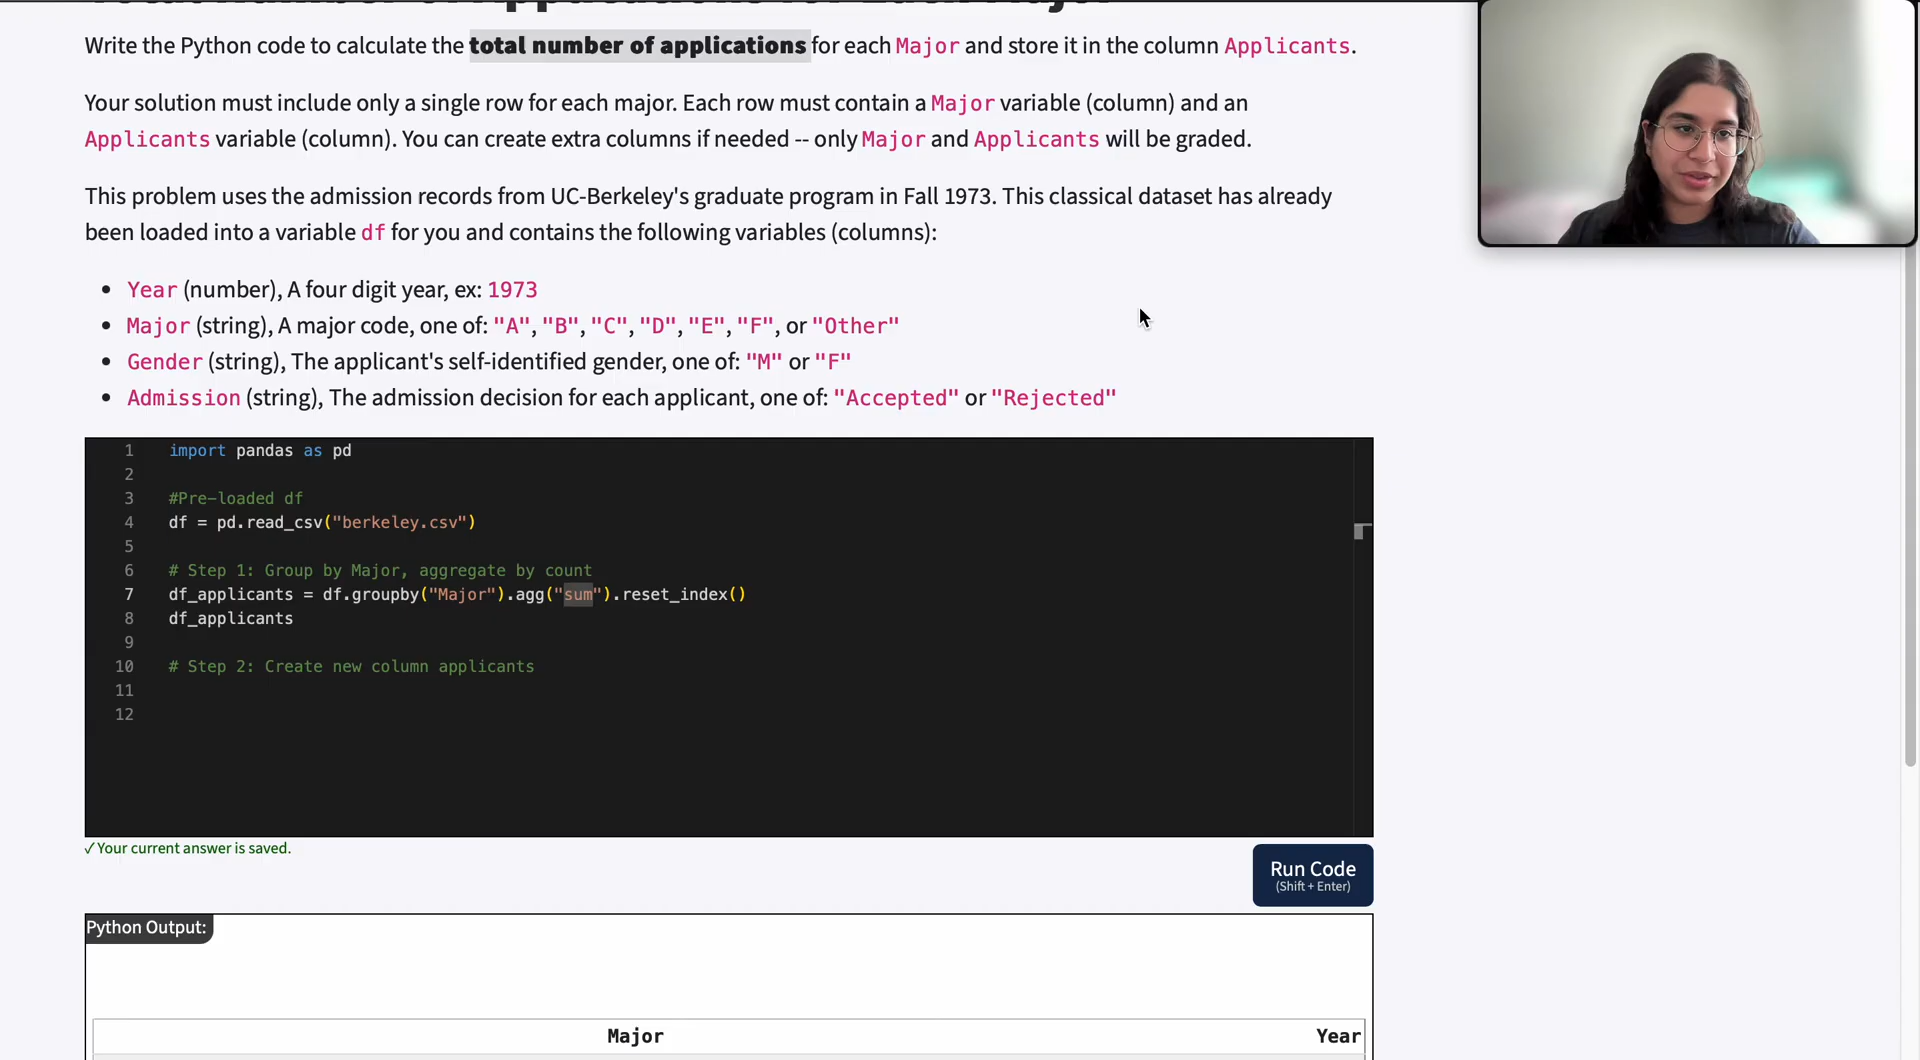 Total Number of Applications for Each Major
Write the Python code to calculate the total number of applications for each Major and store it in the column Applicants.
Your solution must include only a single row for each major. Each row must contain a Major variable (column) and an
Applicants variable (column). You can create extra columns if needed -- only Major and Applicants will be graded.
This problem uses the admission records from UC-Berkeley's graduate program in Fall 1973. This classical dataset has already
been loaded into a variable df for you and contains the following variables (columns):
• Year (number), A four digit year, ex: 1973
• Major (string), A major code, one of: "A", "B", "C", "D", "E", "F", or "Other"
• Gender (string), The applicant's self-identified gender, one of: "M" or "F"
• Admission (string), The admission decision for each applicant, one of: "Accepted" or "Rejected"
1 import pandas as pd
2
3 #Pre-loaded df
4 df = pd.read_csv("berkeley.csv")
5
6 # Step 1: Group by Major, aggregate by count
7 df_applicants = df.groupby("Major").agg("sum").reset_index()
8 df_applicants
9
10 # Step 2: Create new column applicants
11
12
✓Your current answer is saved.
Run Code
(Shift + Enter)
Python Output:
Major Year